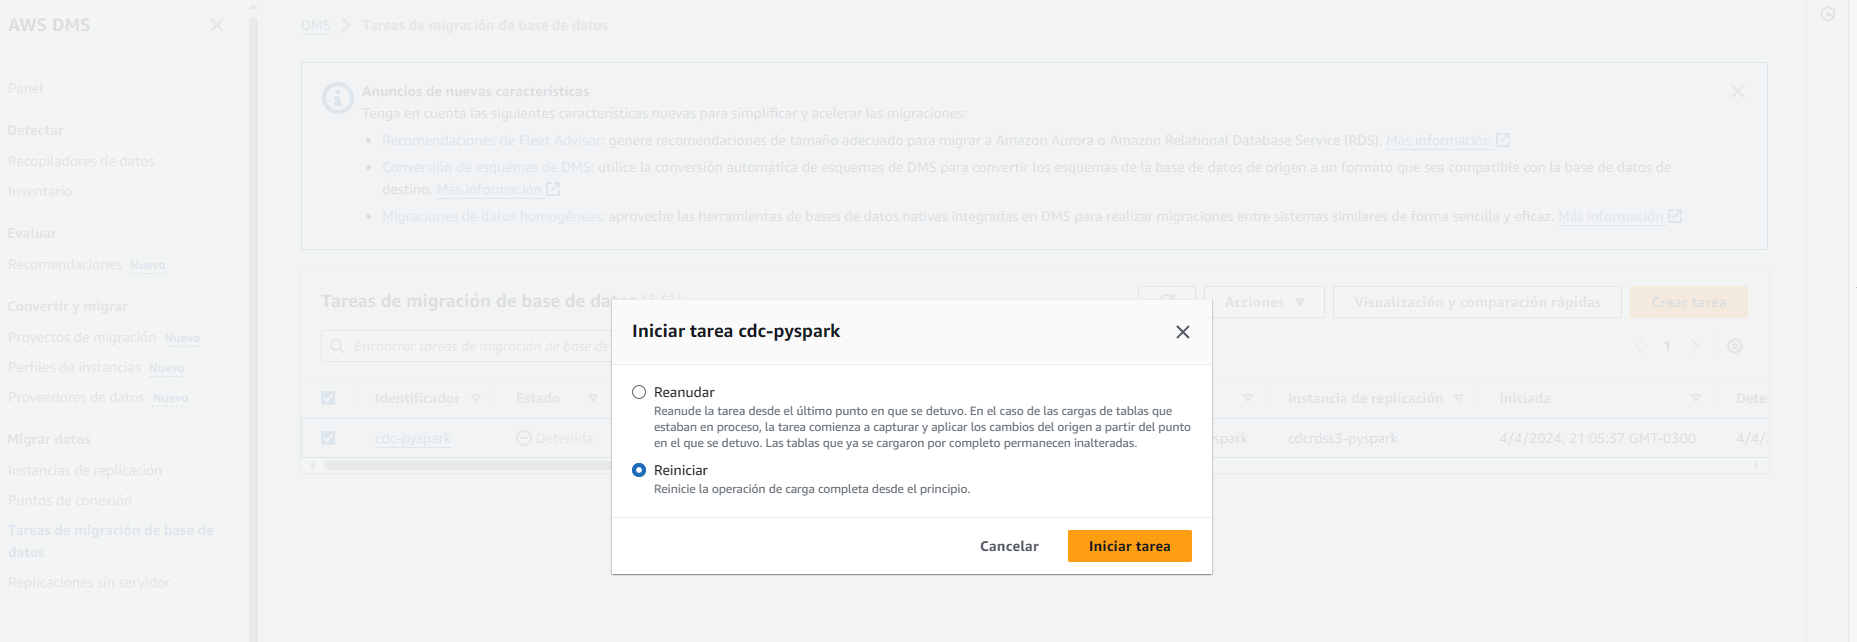 AWS DMS
Panel
Detectar
Recopiladores de datos
Inventario
Evaluar
Recomendaciones Nuevo
Convertir y migrar
Proyectos de migración Nuevo
Perfiles de instancias Nuevo
Proveedores de datos Nuevo
Migrar datos
Instancias de replicación
Puntos de conexión
Tareas de migración de base de
datos
Replicaciones sin servidor
DMS > Tareas de migración de base de datos
Anuncios de nuevas características
Tenga en cuenta las siguientes características nuevas para simplificar y acelerar las migraciones:
• Recomendaciones de Fleet Advisor: genere recomendaciones de tamaño adecuado para migrar a Amazon Aurora o Amazon Relational Database Service (RDS). Más información
• Conversión de esquemas de DMS: utilice la conversión automática de esquemas de DMS para convertir los esquemas de la base de datos de origen a un formato que sea compatible con la base de datos de
destino. Más información
• Migraciones de datos homogéneas: aproveche las herramientas de bases de datos nativas integradas en DMS para realizar migraciones entre sistemas similares de forma sencilla y eficaz. Más información
Tareas de migración de base de
Acciones
Visualización y comparación rápidas
Crear tarea
Encontrar tareas de migración de base de
1
Identificador Estado Instancia de replicación Iniciada Dete
cdc-pyspark Detenida yspark cdcrdss3-pyspark 4/4/2024, 21:05:37 GMT-0300 4/4/
Iniciar tarea cdc-pyspark
Reanudar
Reanude la tarea desde el último punto en que se detuvo. En el caso de las cargas de tablas que
estaban en proceso, la tarea comienza a capturar y aplicar los cambios del origen a partir del punto
en el que se detuvo. Las tablas que ya se cargaron por completo permanecen inalteradas.
Reiniciar
Reinicie la operación de carga completa desde el principio.
Cancelar
Iniciar tarea